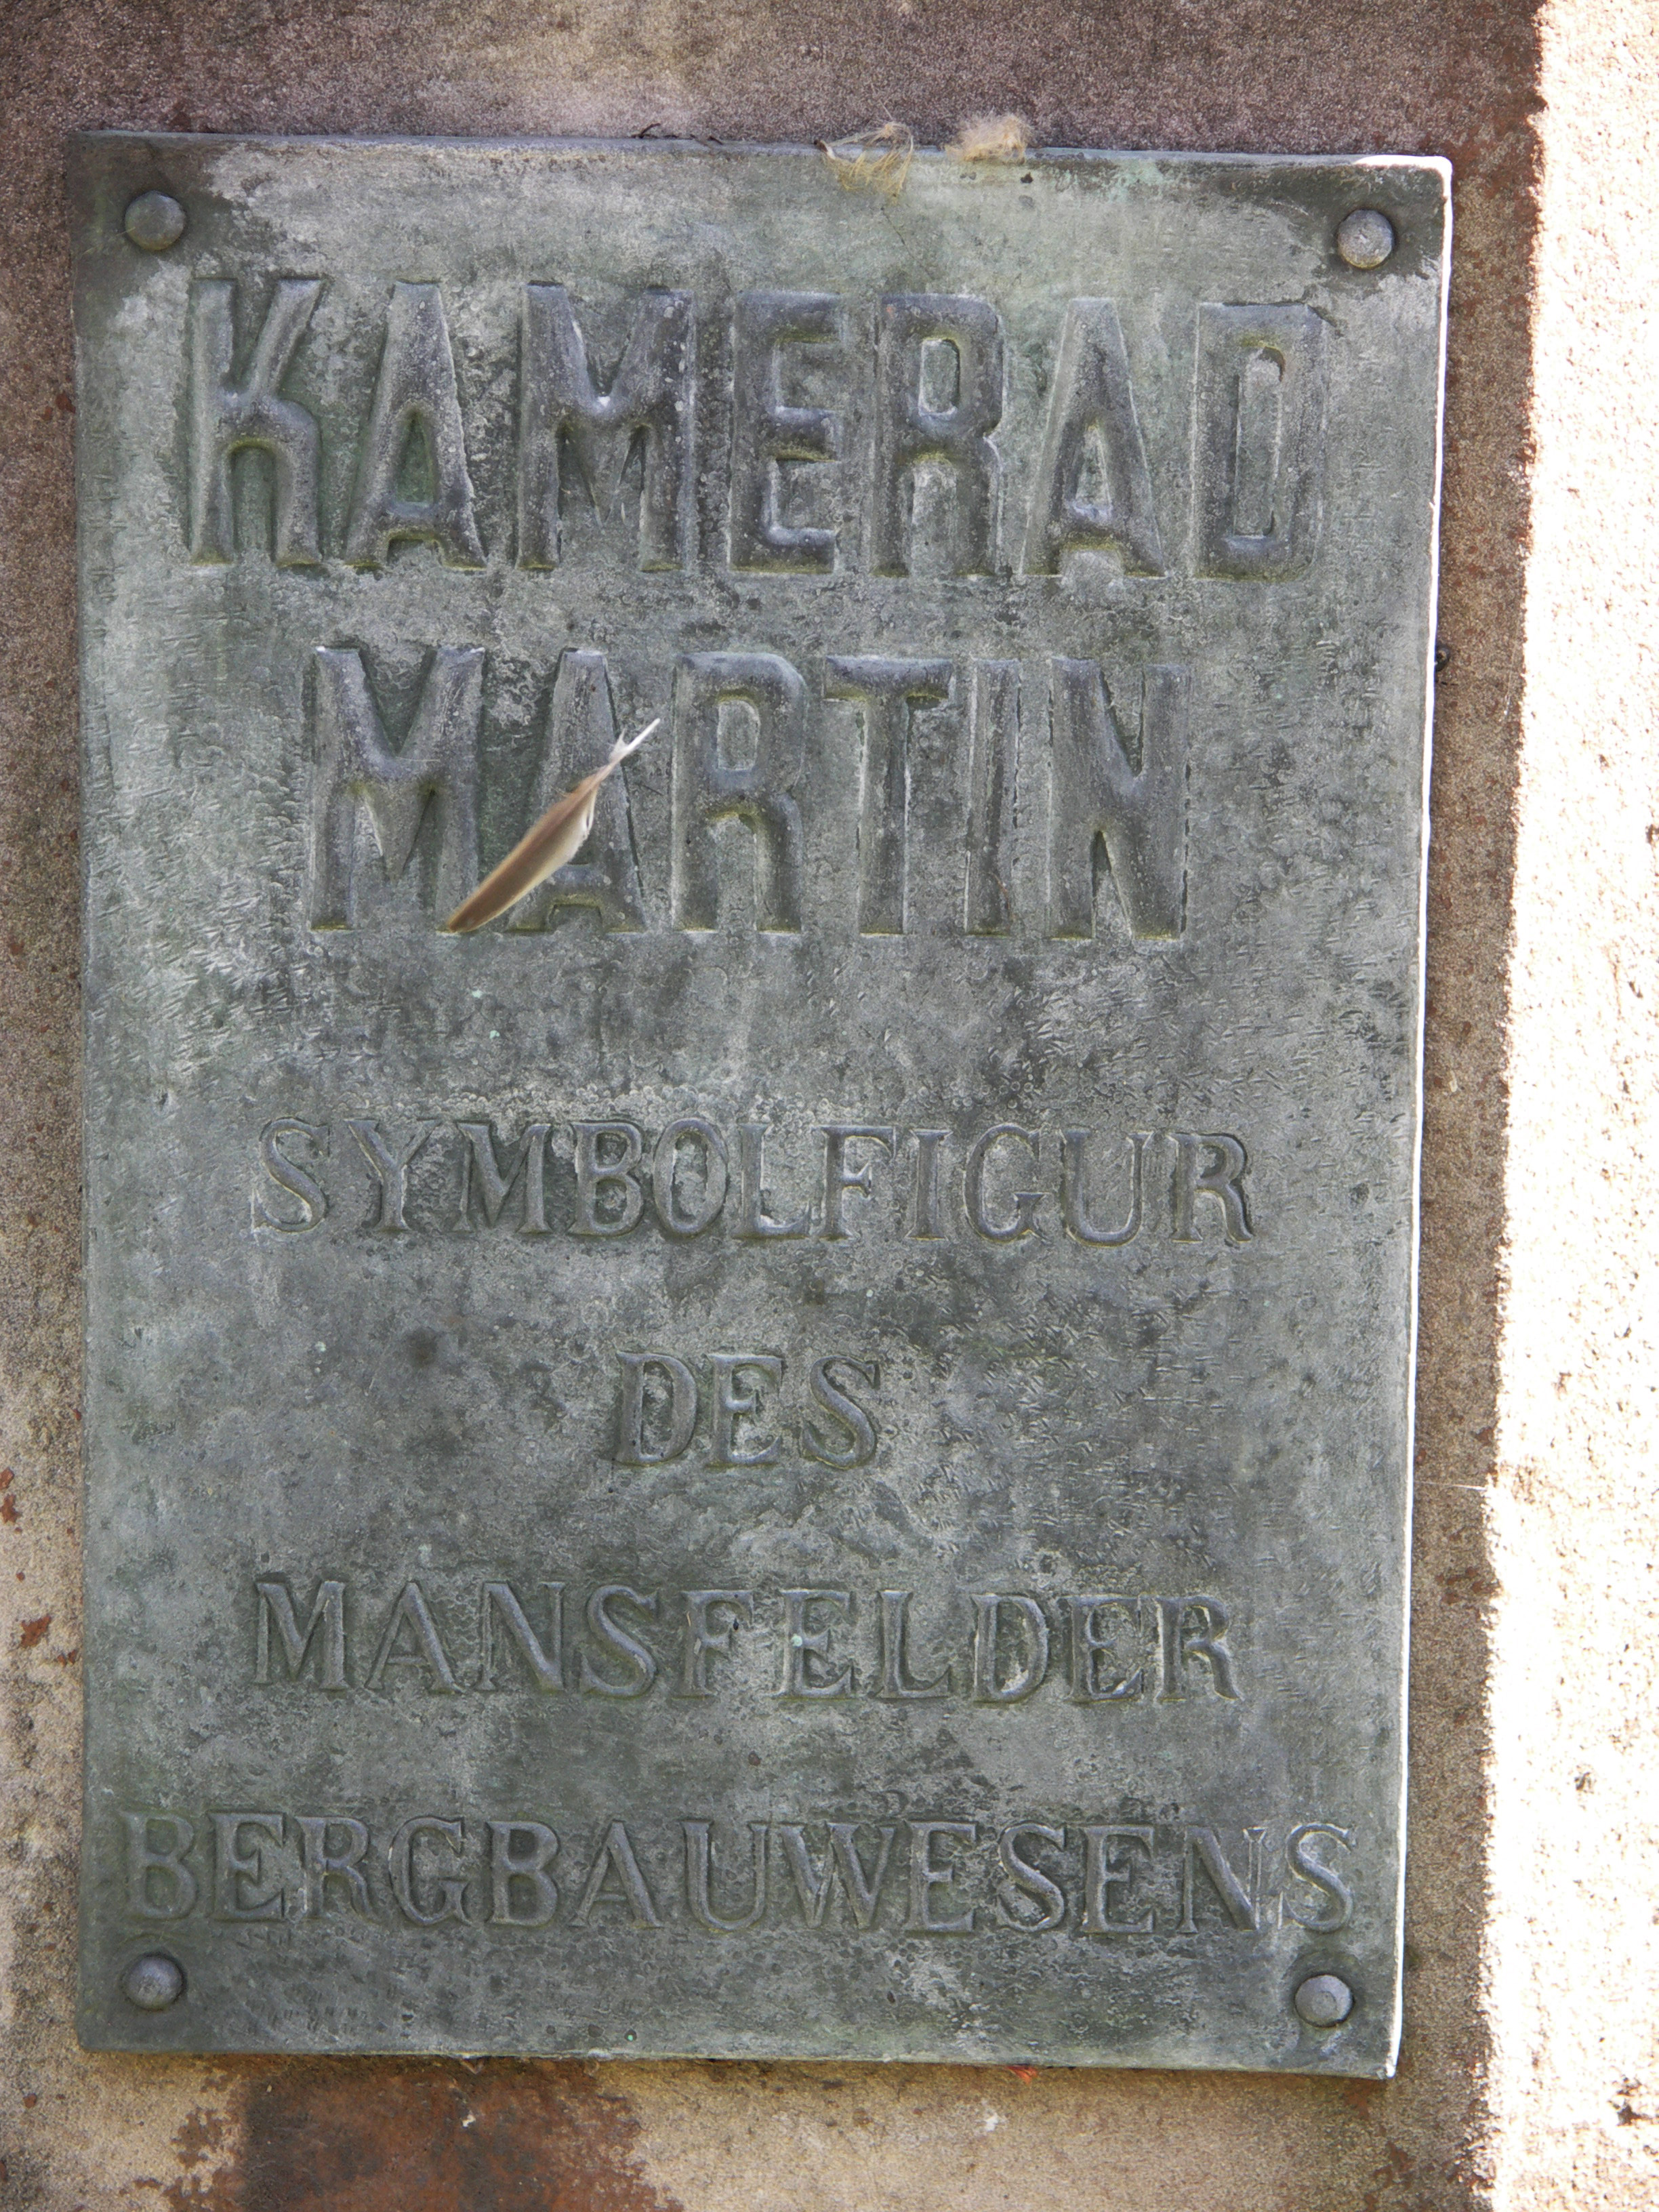 KAMERAD
MARTIN
SYMBOLFIGUR
DES
MANSFELDER
BERGBAUWESENS